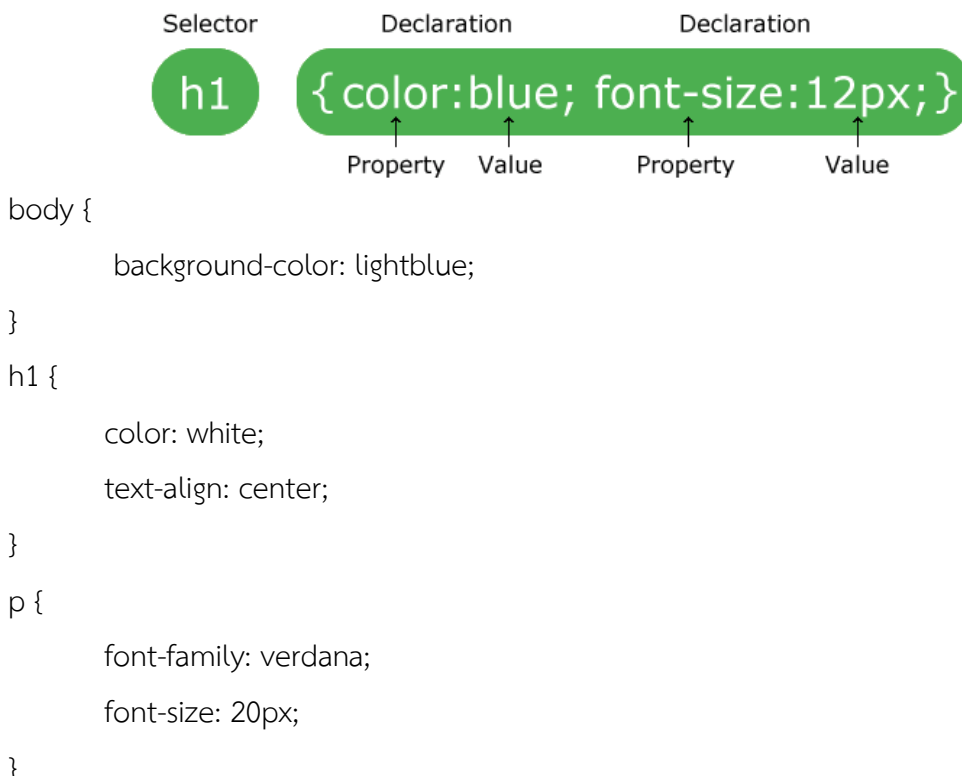 Selector Declaration Declaration
h1 {color:blue; font-size:12px;}
Property Value Property Value
body {
background-color: lightblue;
}
h1 {
color: white;
text-align: center;
}
p {
font-family: verdana;
font-size: 20px;
}